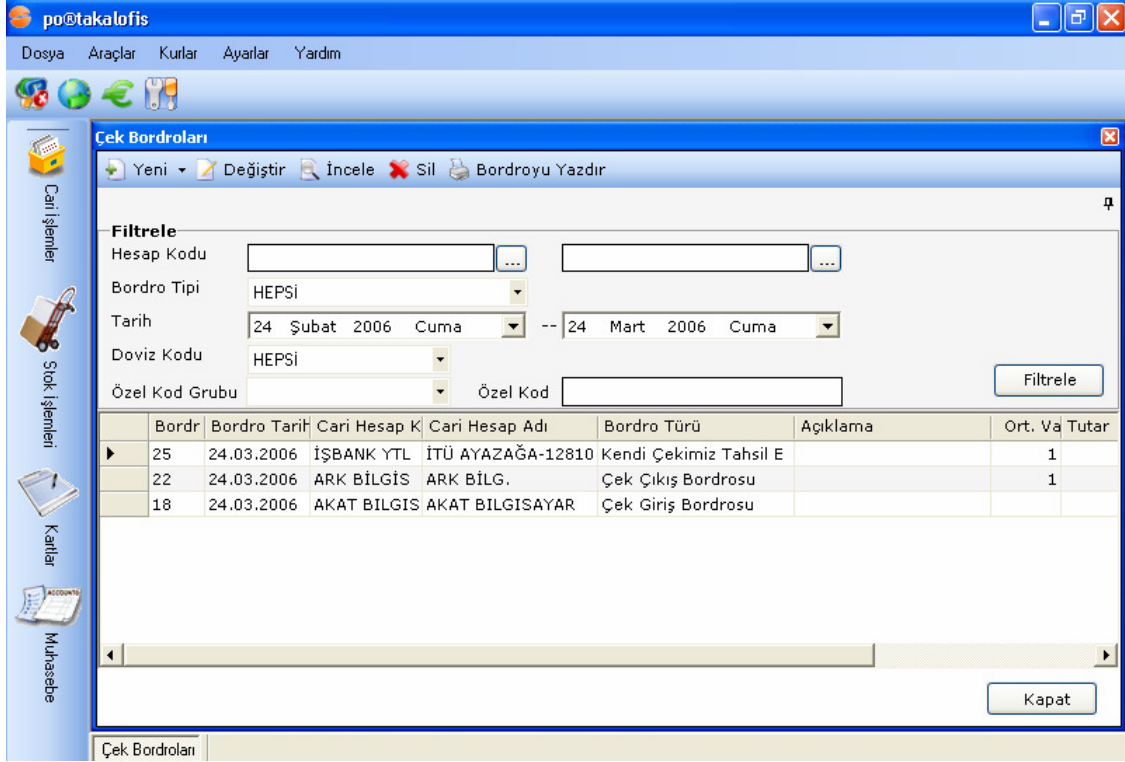 po®takalofis
Dosya Araçlar Kurlar Ayarlar Yardım
Çek Bordroları
Yeni Değiştir İncele Sil Bordroyu Yazdır
Filtrele
Hesap Kodu ... ...
Bordro Tipi HEPSİ
Tarih 24 Şubat 2006 Cuma -- 24 Mart 2006 Cuma
Doviz Kodu HEPSİ
Özel Kod Grubu Özel Kod Filtrele
Bordr Bordro Tarih Cari Hesap K Cari Hesap Adı Bordro Türü Açıklama Ort. Va Tutar
25 24.03.2006 İŞBANK YTL İTÜ AYAZAĞA-12810 Kendi Çekimiz Tahsil E 1
22 24.03.2006 ARK BİLGİS ARK BİLG. Çek Çıkış Bordrosu 1
18 24.03.2006 AKAT BILGIS AKAT BILGISAYAR Çek Giriş Bordrosu
Kapat
Cari İşlemler
Stok İşlemleri
Kartlar
ACCOUNTS
Muhasebe
Çek Bordroları